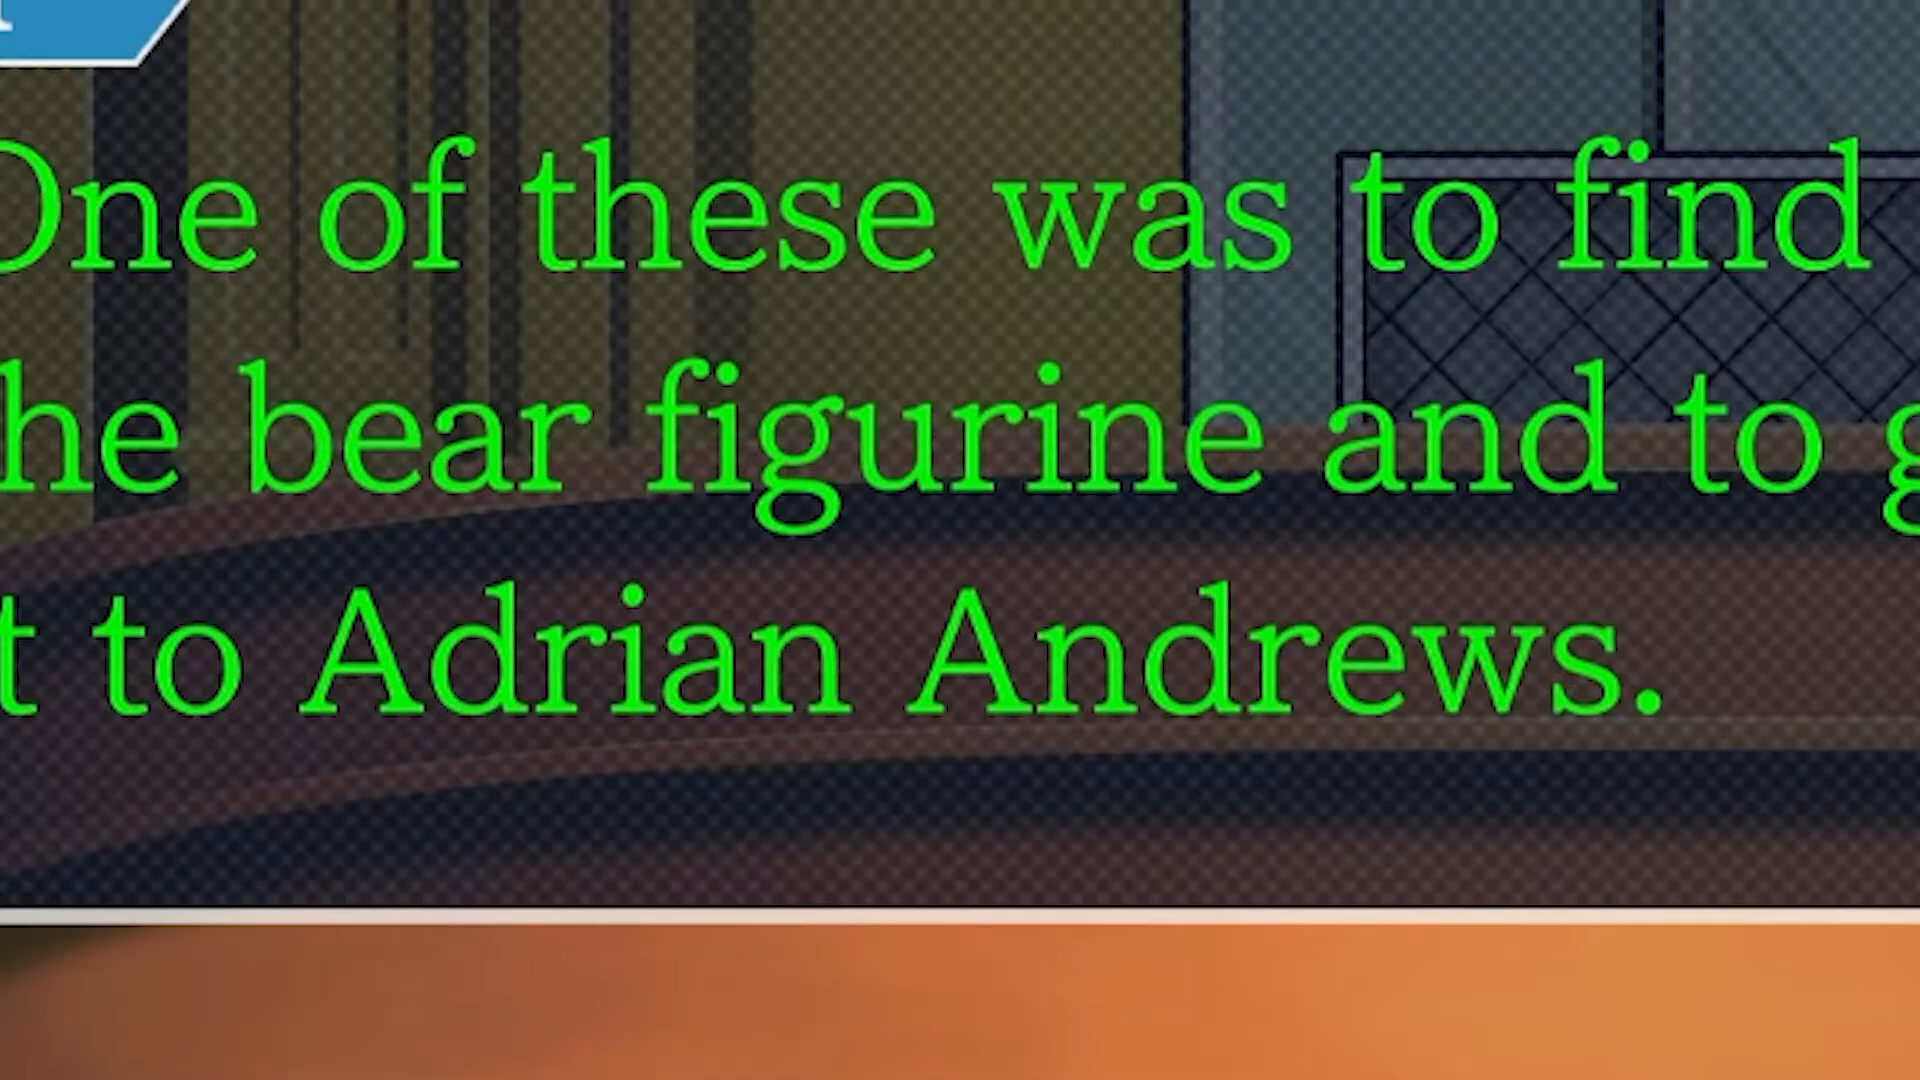 One of these was to find
he bear figurine and to g
t to Adrian Andrews.